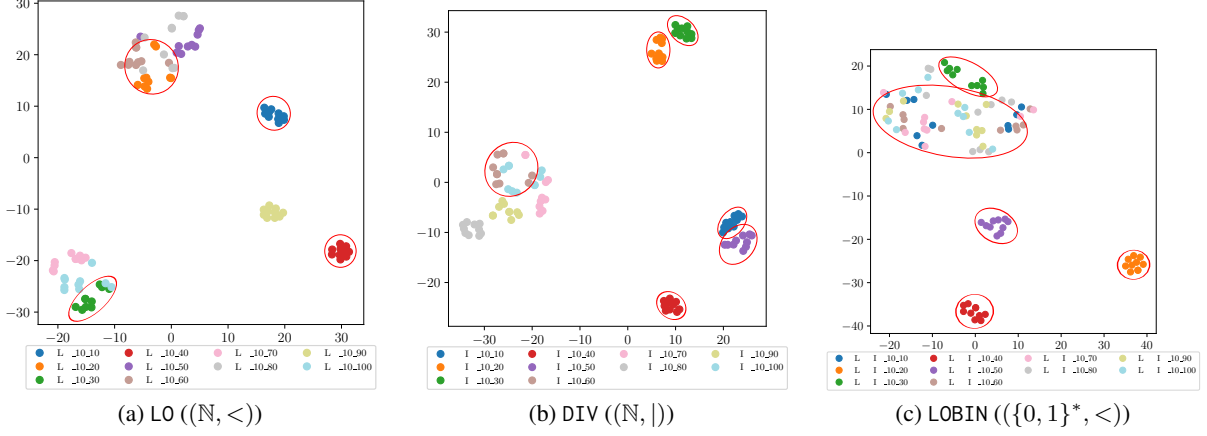 30
20
10
0
−10
−20
−30
−20 −10 0 10 20 30
L _10_10 L _10_40 L _10_70 L _10_90
L _10_20 L _10_50 L _10_80 L _10_100
L _10_30 L _10_60
(a) LO ((ℕ, <))
30
20
10
0
−10
−20
−30 −20 −10 0 10 20
I _10_10 I _10_40 I _10_70 I _10_90
I _10_20 I _10_50 I _10_80 I _10_100
I _10_30 I _10_60
(b) DIV ((ℕ, |))
20
10
0
−10
−20
−30
−40
−20 −10 0 10 20 30 40
L I _10_10 L I _10_40 L I _10_70 L I _10_90
L I _10_20 L I _10_50 L I _10_80 L I _10_100
L I _10_30 L I _10_60
(c) LOBIN (({0, 1}*, <))